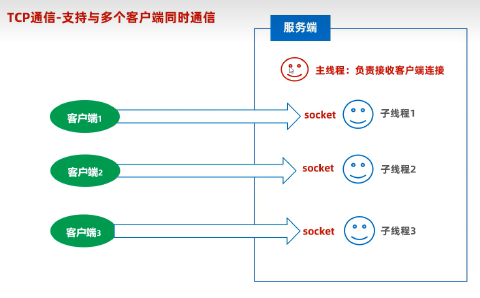 TCP通信-支持与多个客户端同时通信
服务端
主线程：负责接收客户端连接
客户端1
socket
子线程1
客户端2
socket
子线程2
客户端3
socket
子线程3